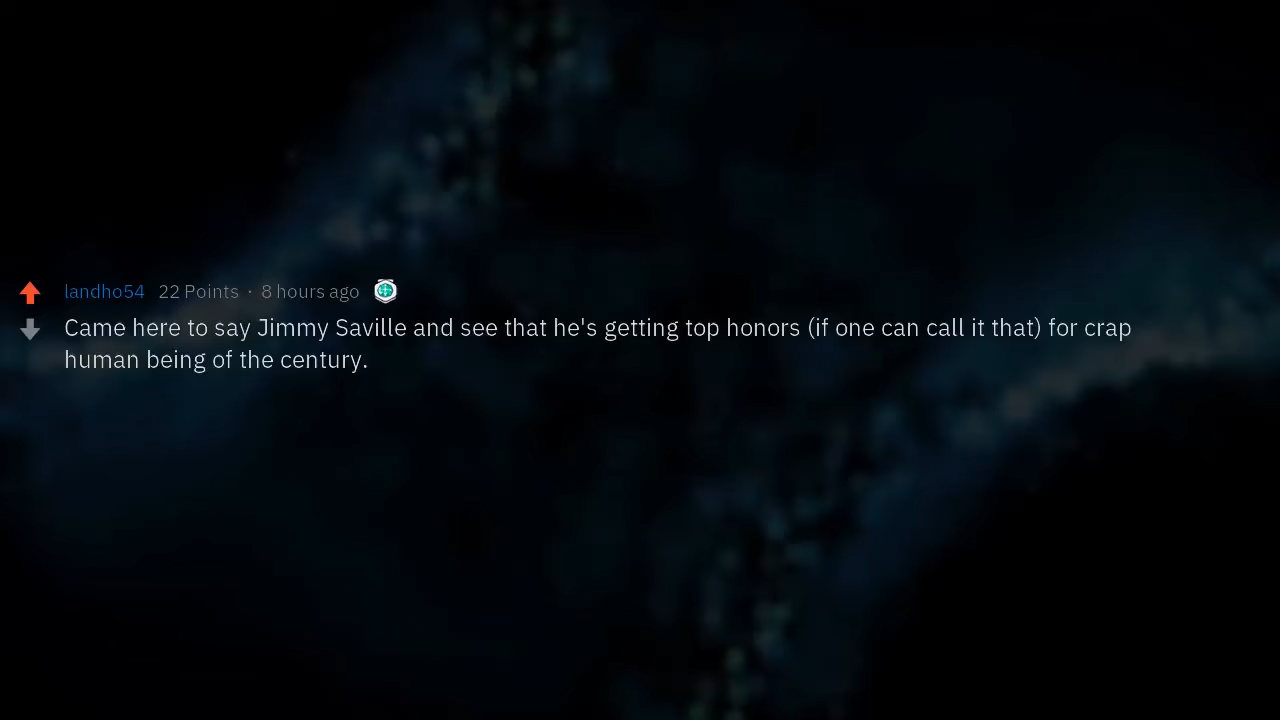 landho54 22 Points · 8 hours ago
Came here to say Jimmy Saville and see that he's getting top honors (if one can call it that) for crap
human being of the century.